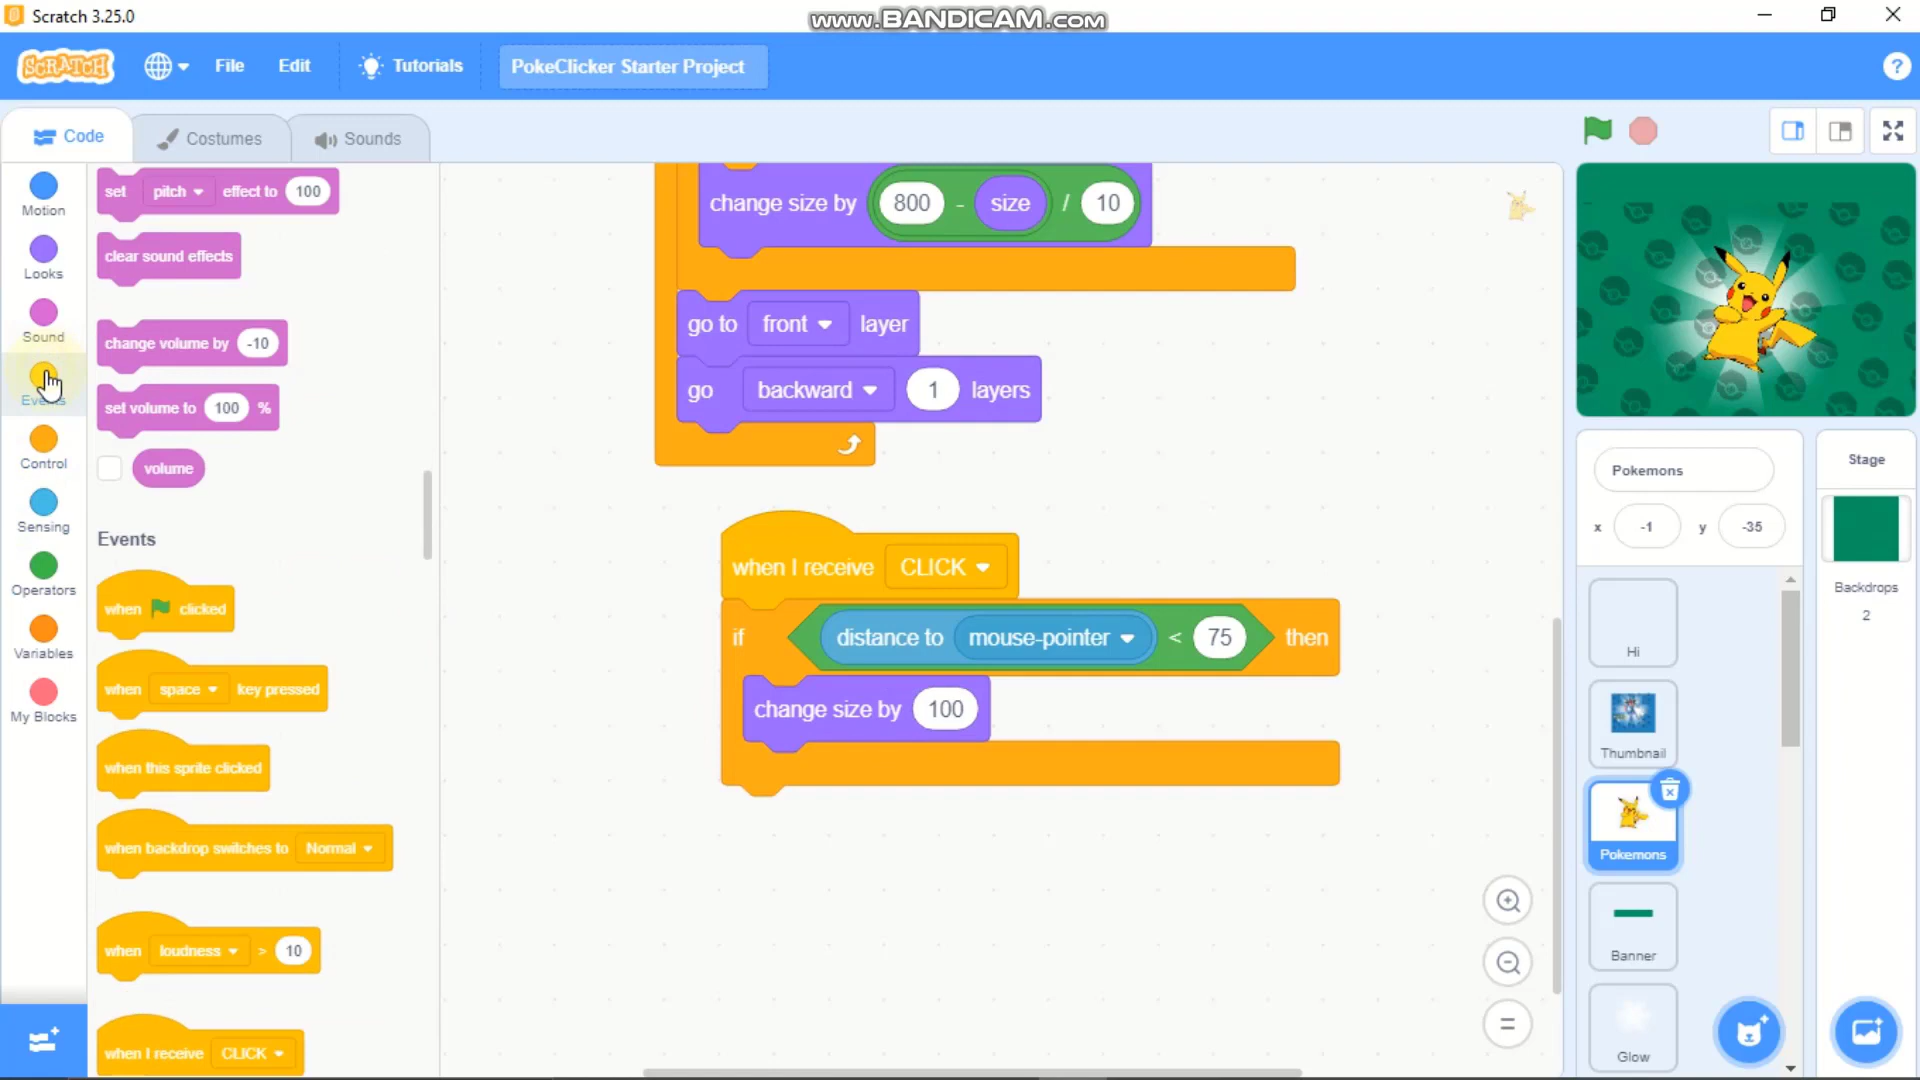 Scratch 3.25.0
www.BANDICAM.com
SCRATCH
File
Edit
Tutorials
PokeClicker Starter Project
?
Code
Costumes
Sounds
Motion
Looks
Sound
Events
Control
Sensing
Operators
Variables
My Blocks
set pitch effect to 100
clear sound effects
change volume by -10
set volume to 100 %
volume
Events
when clicked
when space key pressed
when this sprite clicked
when backdrop switches to Normal
when loudness > 10
when I receive CLICK
change size by 800 - size / 10
go to front layer
go backward 1 layers
when I receive CLICK
if distance to mouse-pointer < 75 then
change size by 100
Pokemons
x -1 y -35
Hi
Thumbnail
Pokemons
Banner
Glow
Stage
Backdrops
2